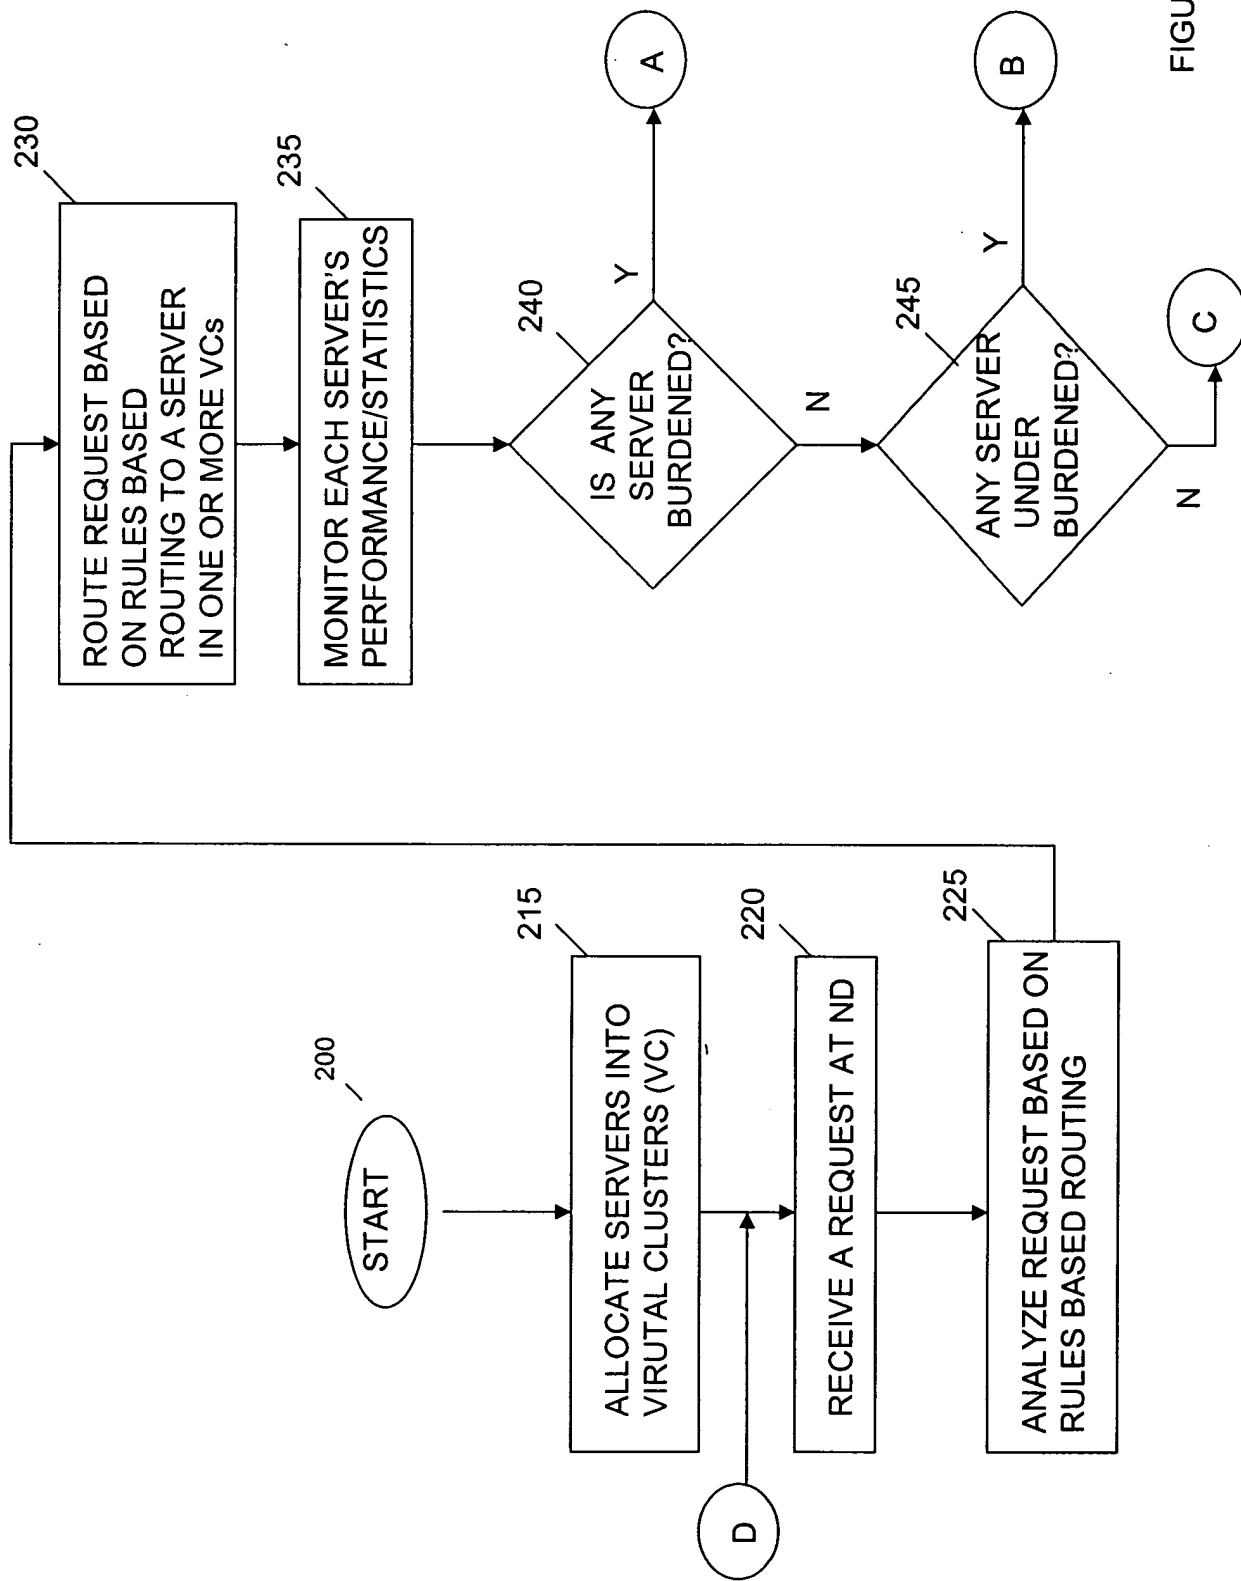 200
START
215
ALLOCATE SERVERS INTO
VIRUTAL CLUSTERS (VC)
D
220
RECEIVE A REQUEST AT ND
225
ANALYZE REQUEST BASED ON
RULES BASED ROUTING
230
ROUTE REQUEST BASED
ON RULES BASED
ROUTING TO A SERVER
IN ONE OR MORE VCs
235
MONITOR EACH SERVER'S
PERFORMANCE/STATISTICS
240
IS ANY
SERVER
BURDENED?
Y
A
N
245
ANY SERVER
UNDER
BURDENED?
Y
B
N
C
FIGU